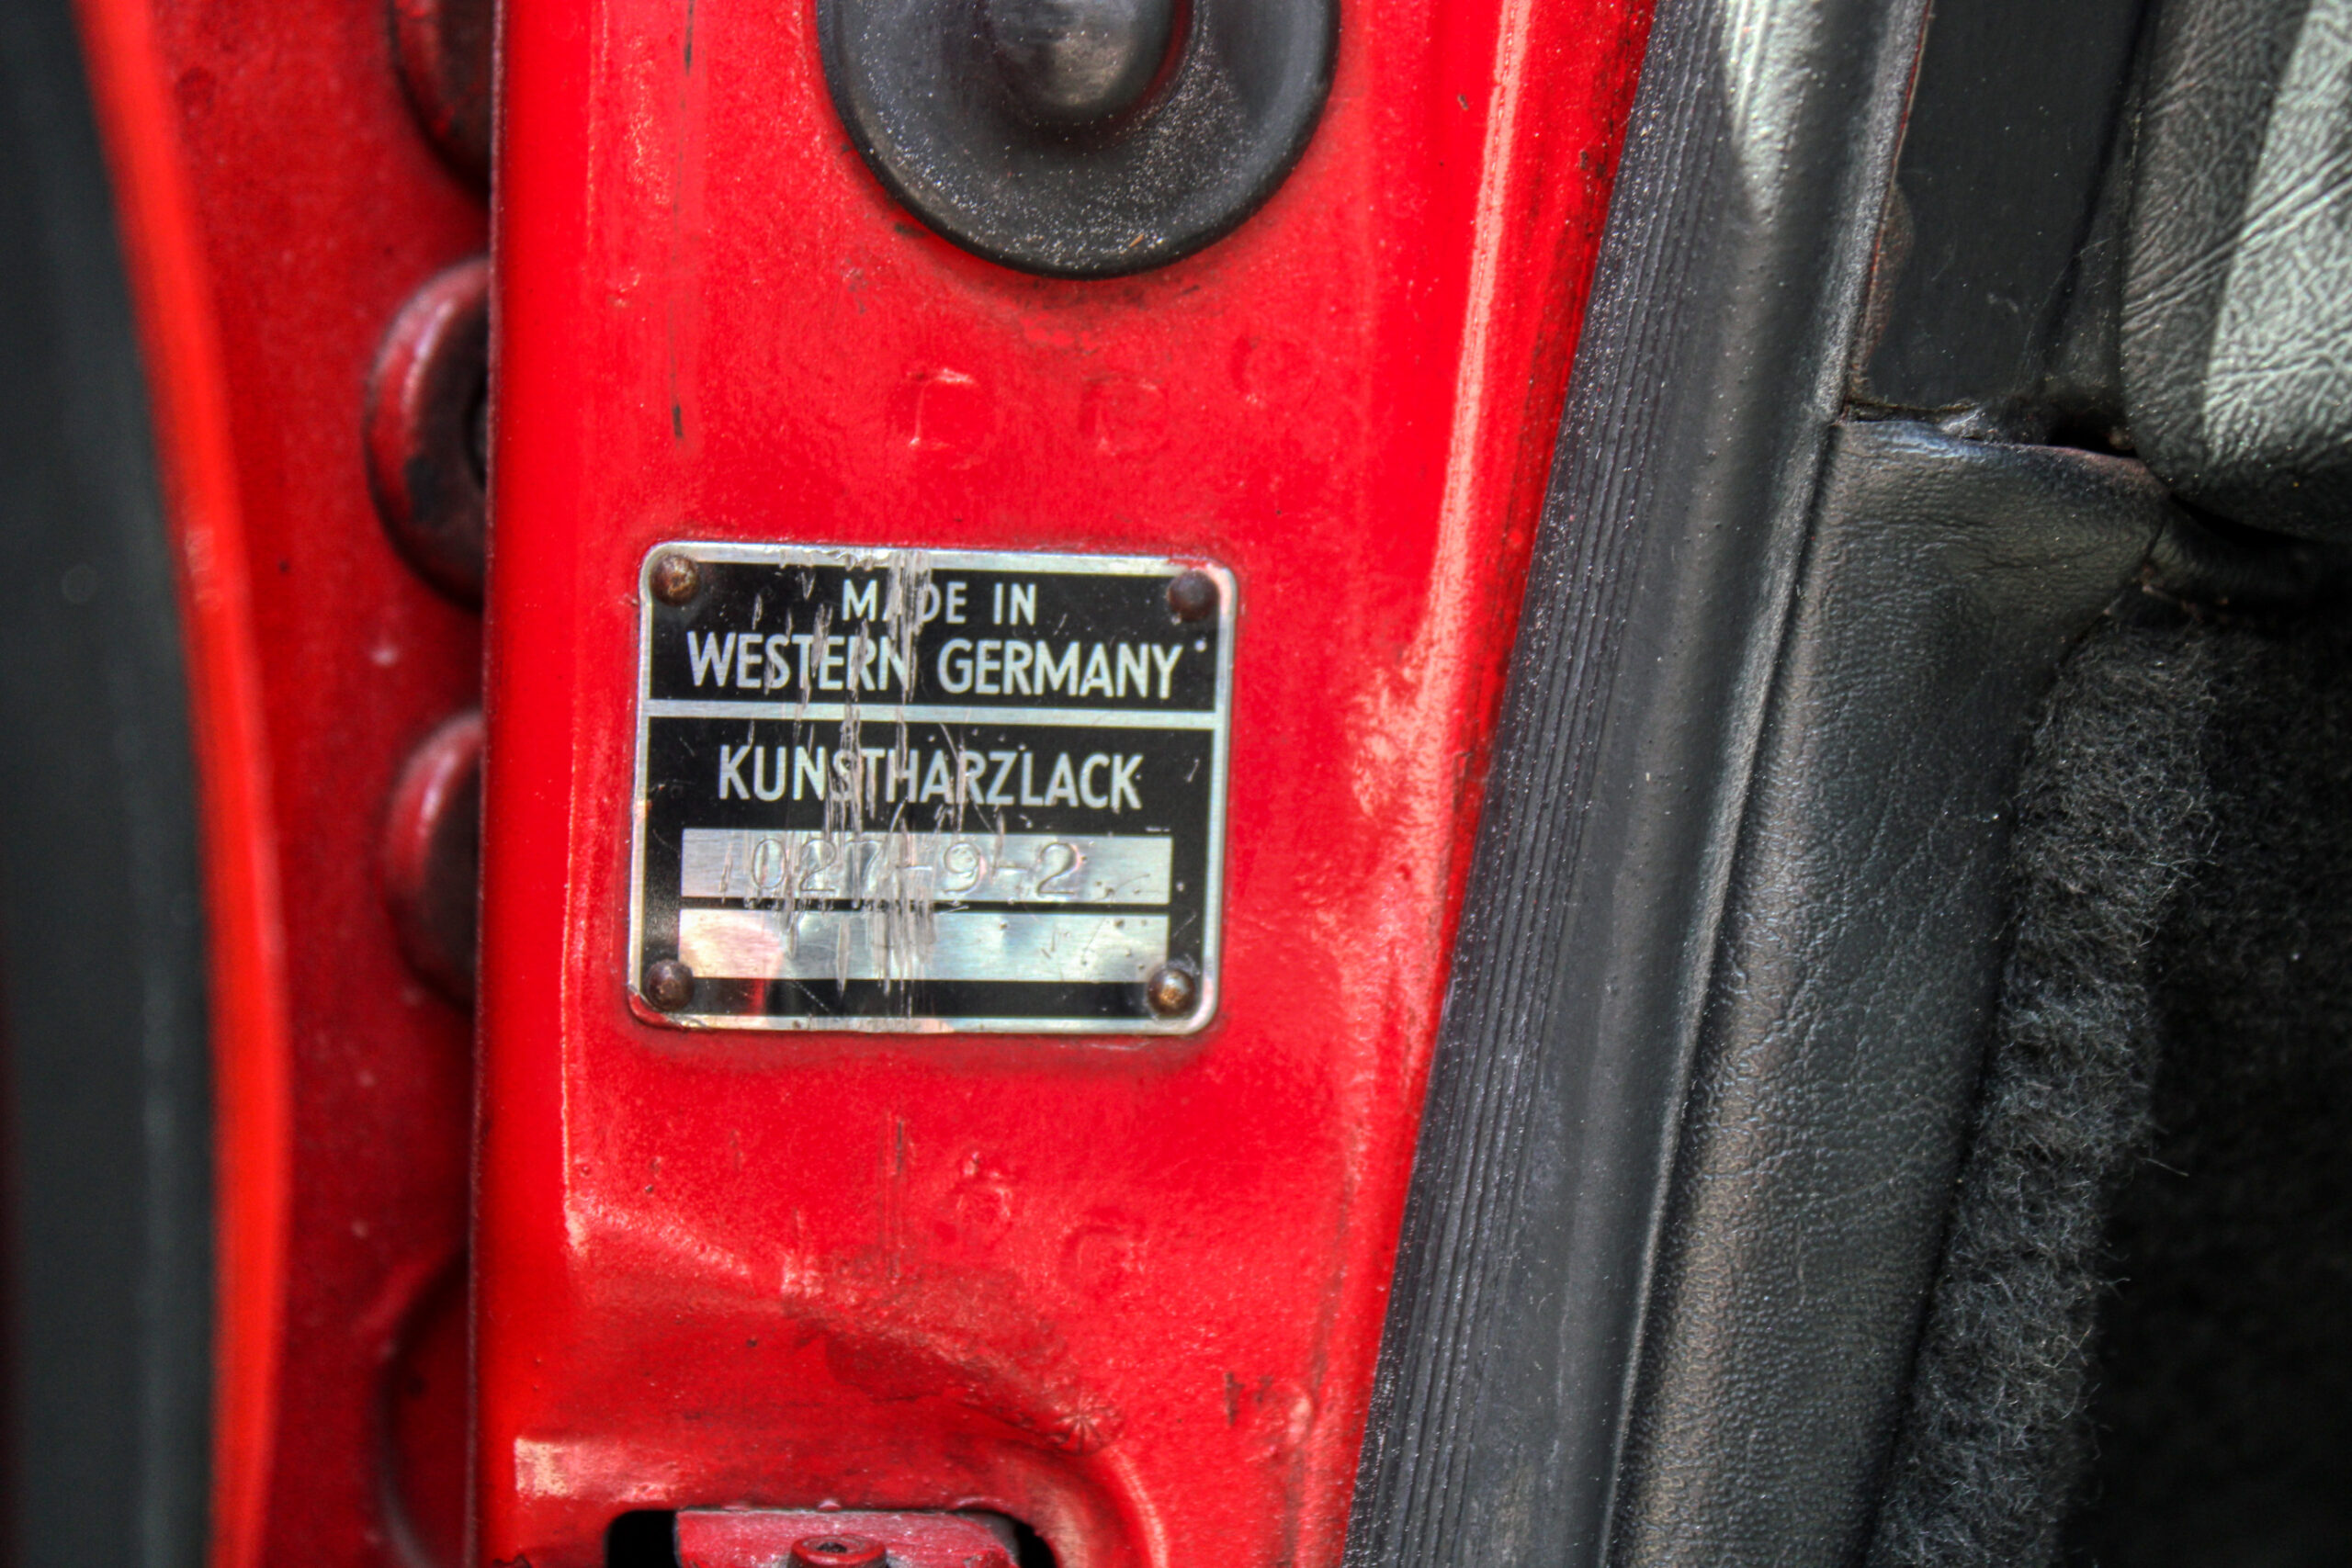 MADE IN
WESTERN GERMANY
KUNSTHARZLACK
027-9-2